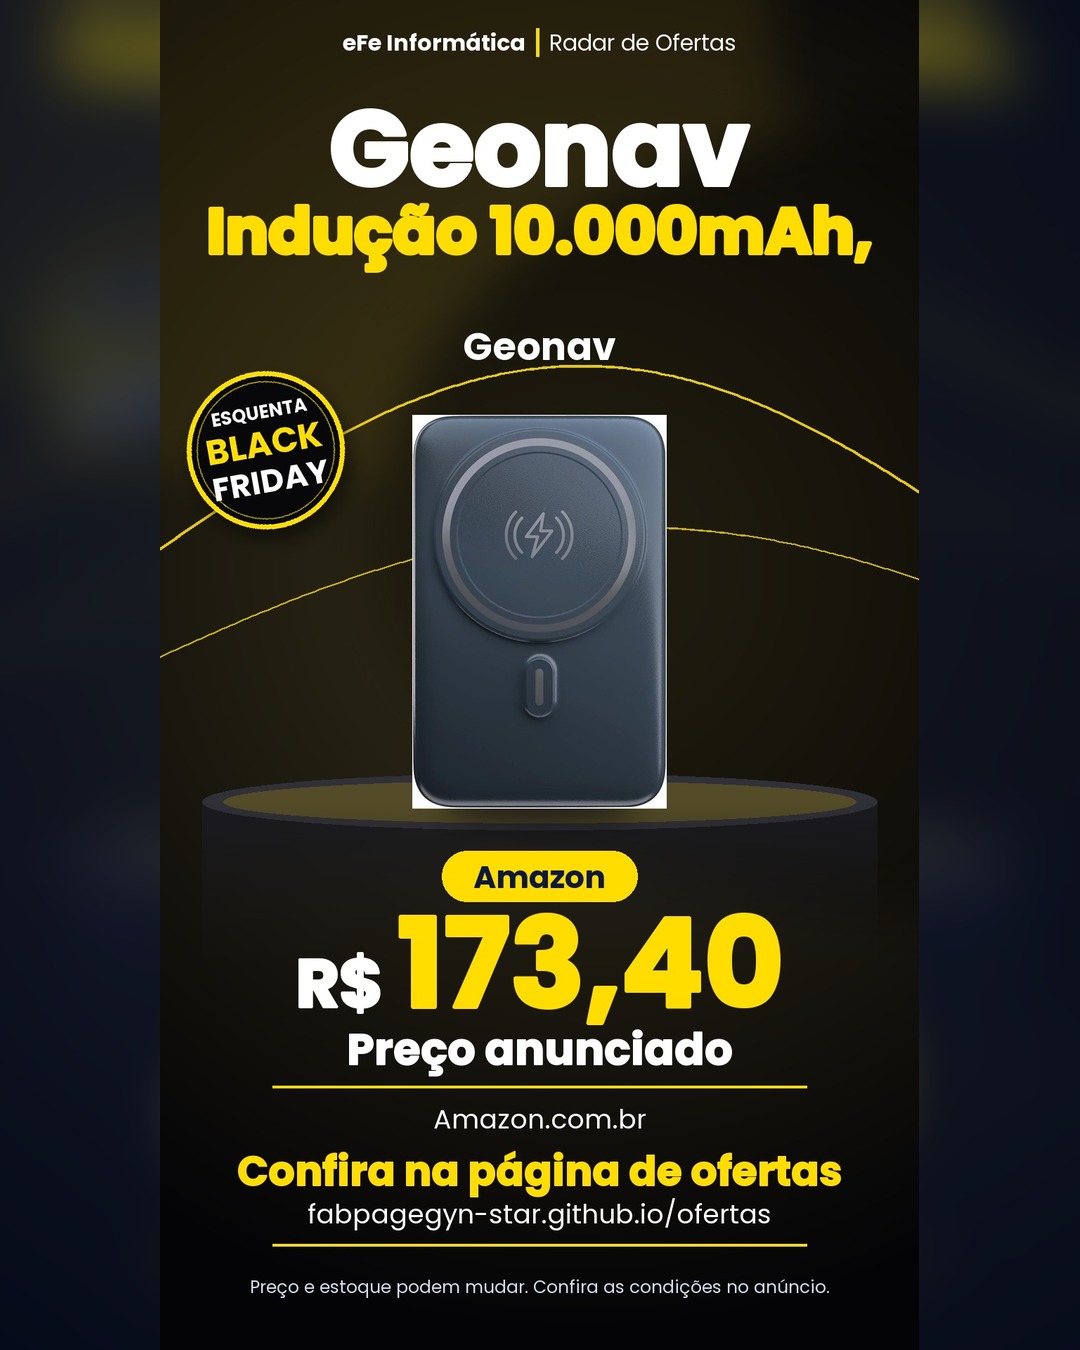 eFe Informática | Radar de Ofertas
Geonav
Indução 10.000mAh,
Geonav
ESQUENTA
BLACK
FRIDAY
Amazon
R$ 173,40
Preço anunciado
Amazon.com.br
Confira na página de ofertas
fabpagegyn-star.github.io/ofertas
Preço e estoque podem mudar. Confira as condições no anúncio.